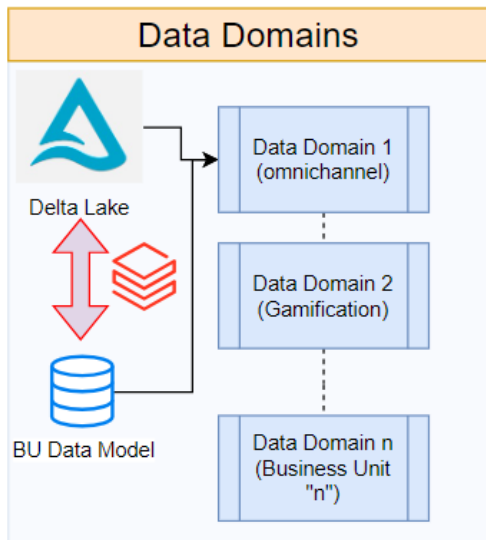 Data Domains
Delta Lake
BU Data Model
Data Domain 1
(omnichannel)
Data Domain 2
(Gamification)
Data Domain n
(Business Unit
"n")